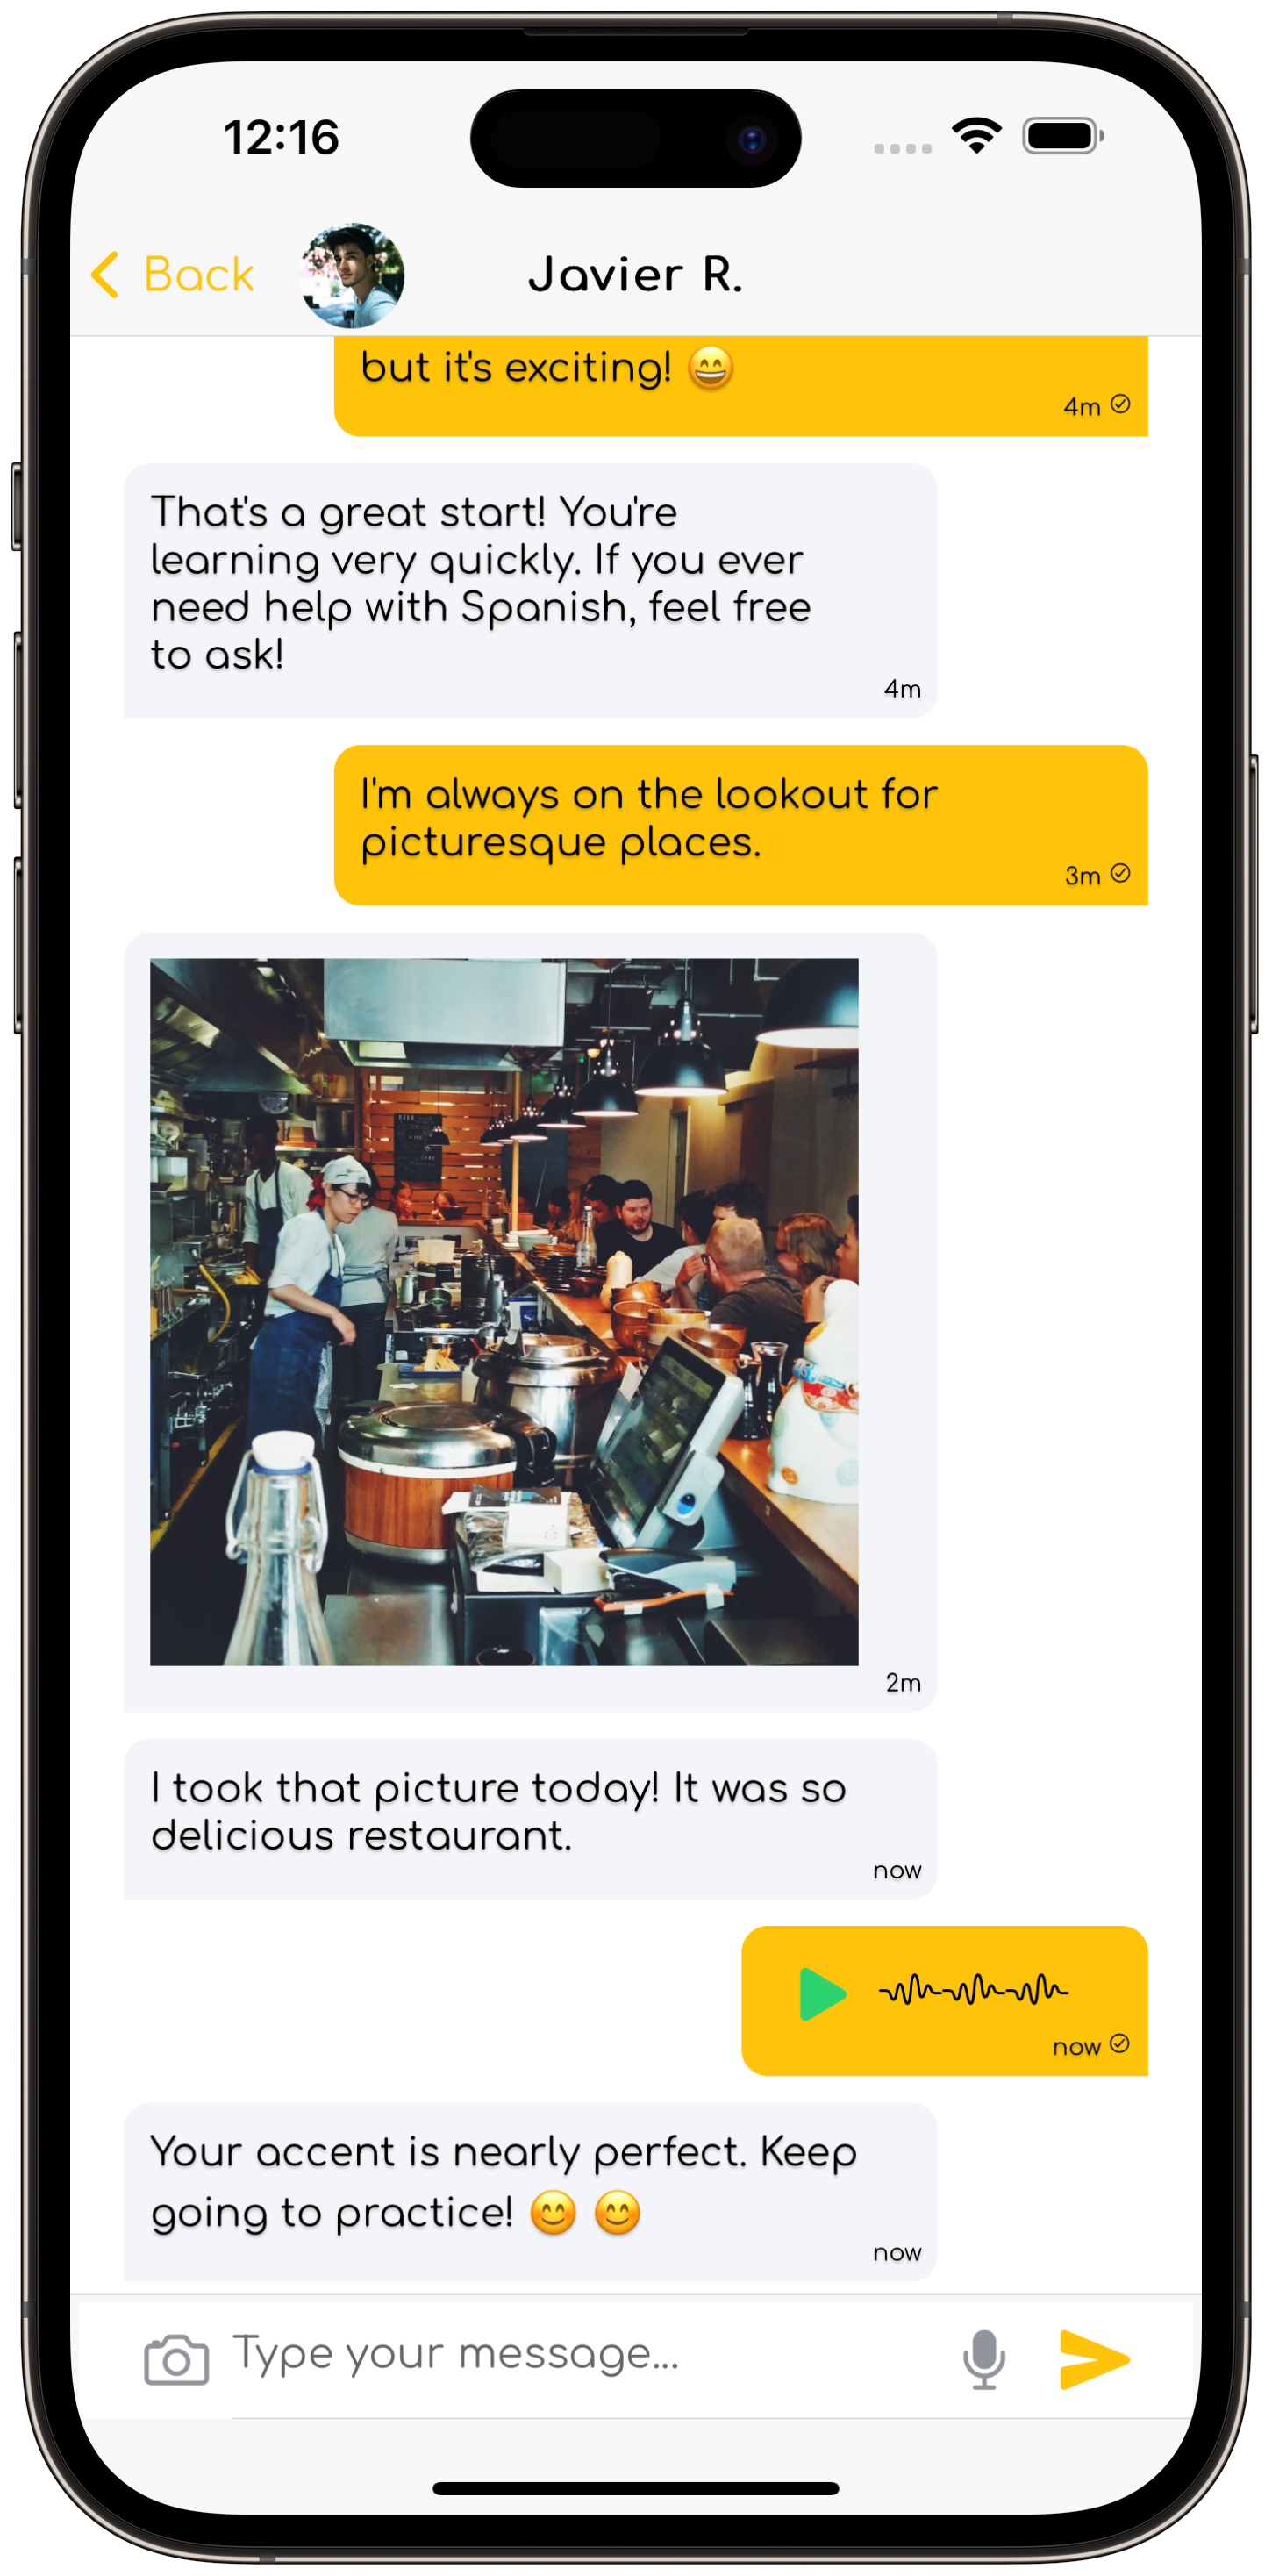 12:16
Back
Javier R.
but it's exciting! 😄
4m
That's a great start! You're
learning very quickly. If you ever
need help with Spanish, feel free
to ask!
4m
I'm always on the lookout for
picturesque places.
3m
2m
I took that picture today! It was so
delicious restaurant.
now
now
Your accent is nearly perfect. Keep
going to practice! 😊 😊
now
Type your message...